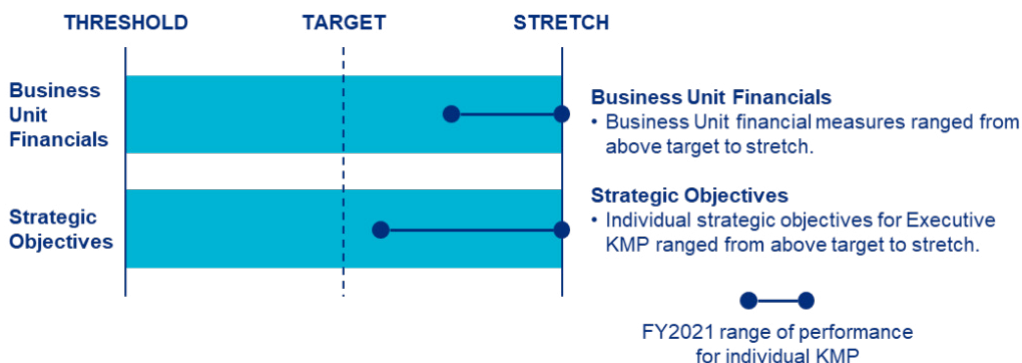 THRESHOLD TARGET STRETCH
Business
Unit
Financials
Business Unit Financials
• Business Unit financial measures ranged from
above target to stretch.
Strategic
Objectives
Strategic Objectives
• Individual strategic objectives for Executive
KMP ranged from above target to stretch.
FY2021 range of performance
for individual KMP